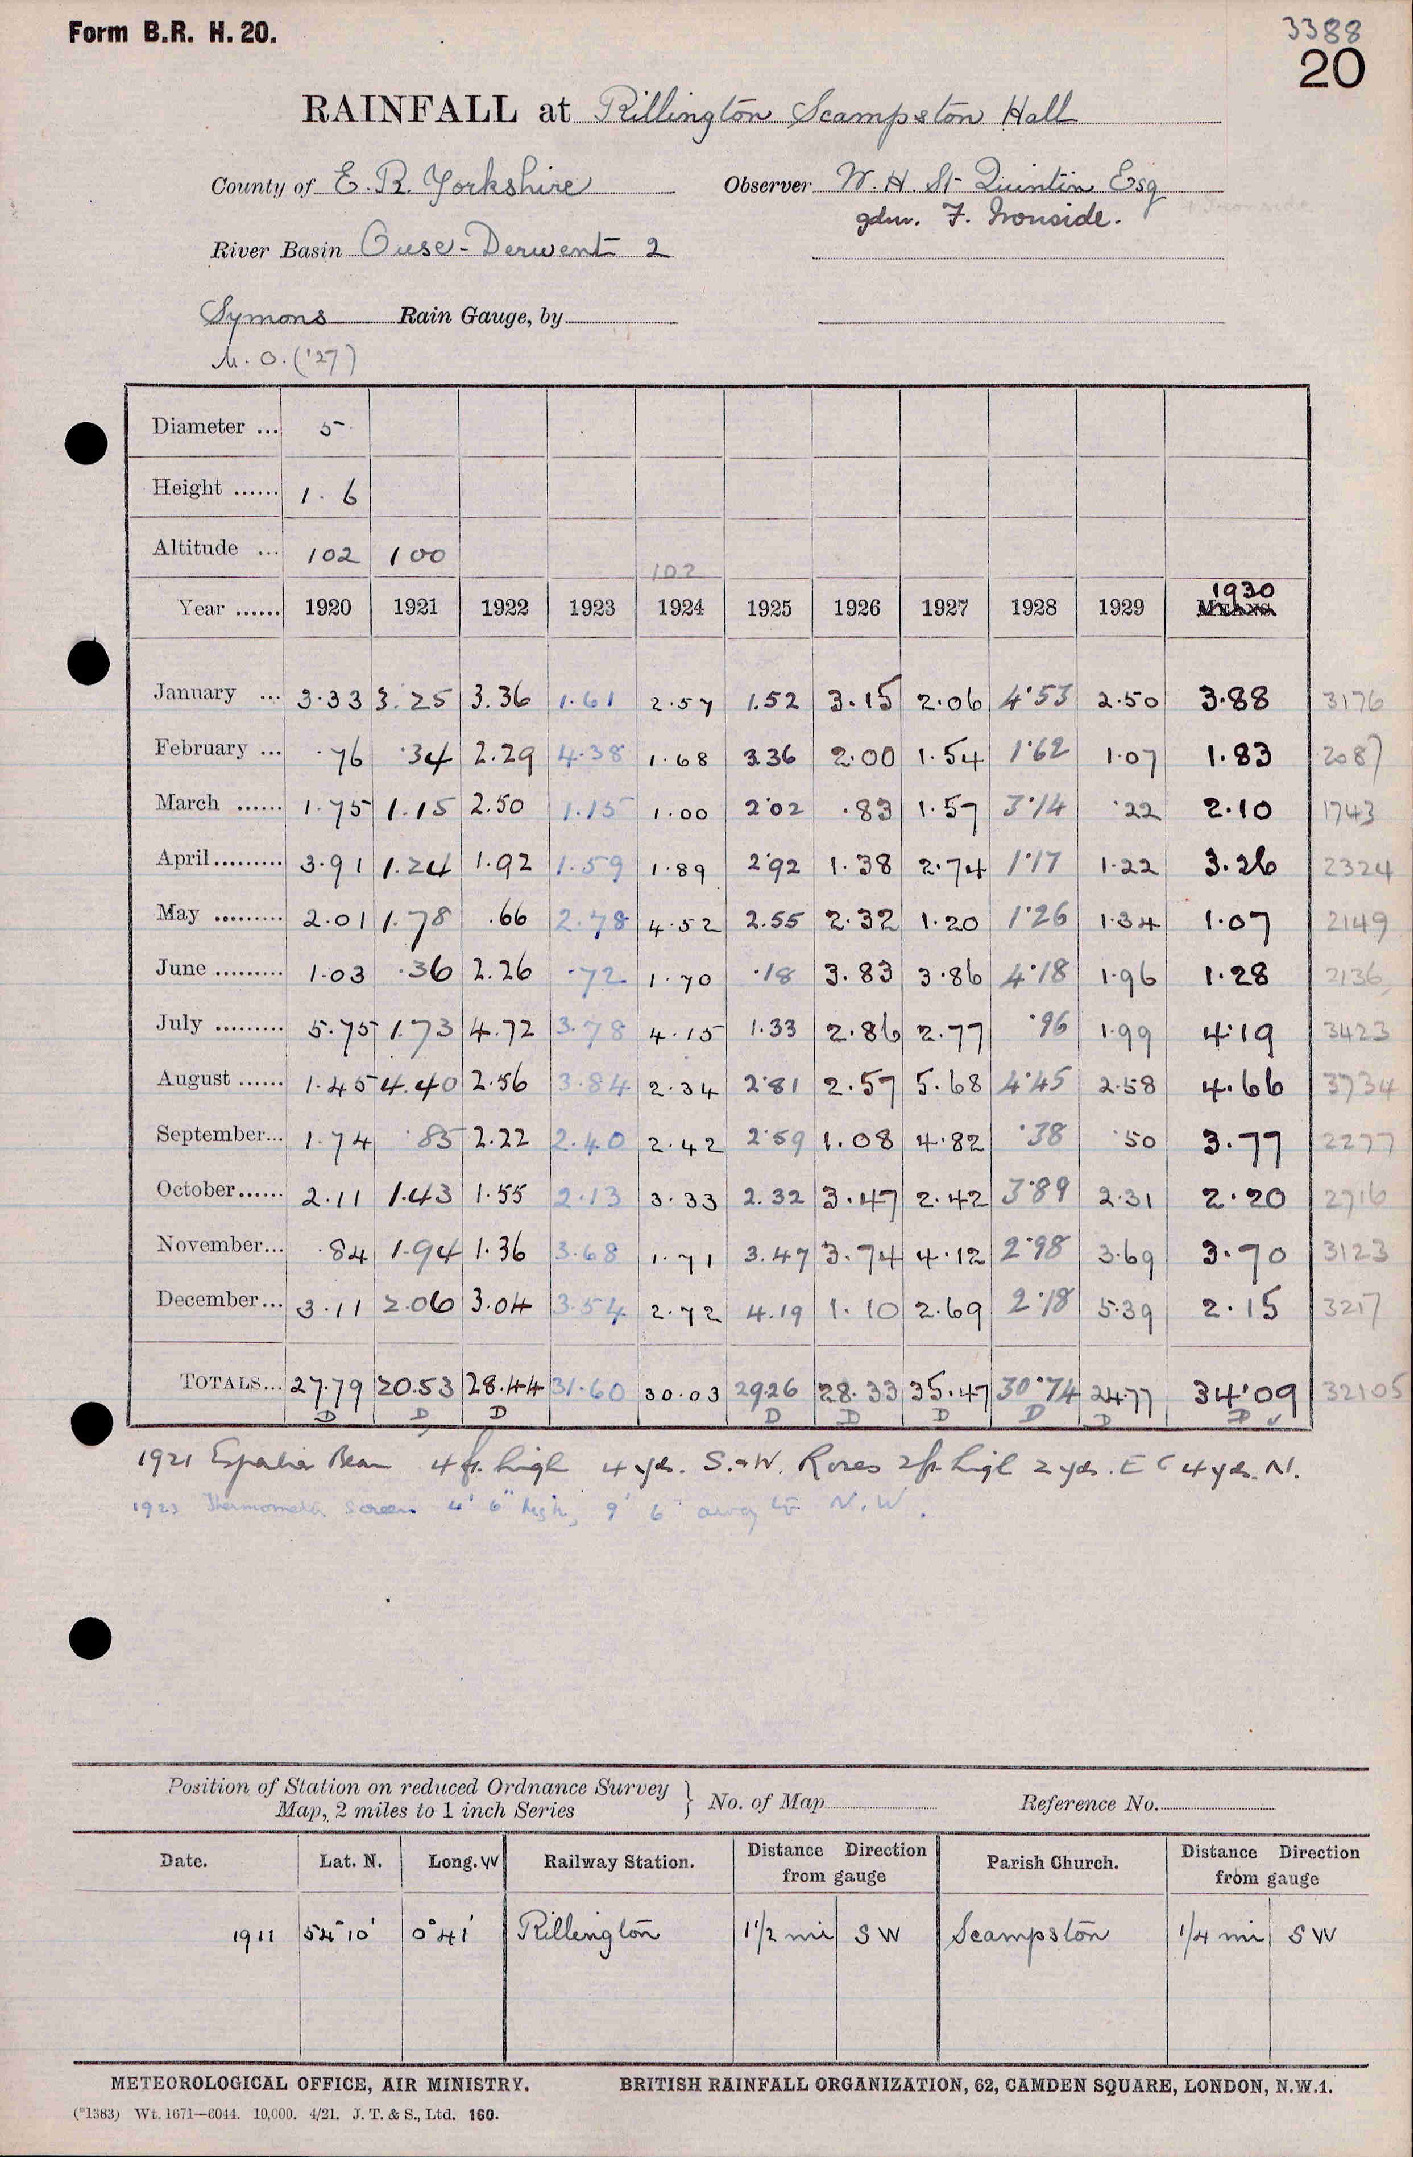 Form B.R. H. 20.
3388
20
RAINFALL at Rillington Scampston Hall
County of E. R. Yorkshire Observer W. H. St Quintin Esq
gdnr. F. Ironside.
River Basin Ouse-Derwent 2
Symons Rain Gauge, by
M. O. ('27)
Diameter ... 5
Height ...... 1. 6
Altitude ... 102 100 102
Year ...... 1920 1921 1922 1923 1924 1925 1926 1927 1928 1929 1930 MEANS
January ... 3.33 3.25 3.36 1.61 2.57 1.52 3.15 2.06 4.53 2.50 3.88 3176
February ... .76 .34 2.29 4.38 1.68 3.36 2.00 1.54 1.62 1.07 1.83 2087
March ...... 1.75 1.15 2.50 1.15 1.00 2.02 .83 1.57 3.14 .22 2.10 1743
April ......... 3.91 1.24 1.92 1.59 1.89 2.92 1.38 2.74 1.17 1.22 3.26 2324
May ......... 2.01 1.78 .66 2.78 4.52 2.55 2.32 1.20 1.26 1.34 1.07 2149
June ......... 1.03 .36 2.26 .72 1.70 .18 3.83 3.86 4.18 1.96 1.28 2136
July ......... 5.75 1.73 4.72 3.78 4.15 1.33 2.86 2.77 .96 1.99 4.19 3423
August ...... 1.45 4.40 2.56 3.84 2.34 2.81 2.57 5.68 4.45 2.58 4.66 3734
September... 1.74 .85 2.22 2.40 2.42 2.59 1.08 4.82 .38 .50 3.77 2277
October...... 2.11 1.43 1.55 2.13 3.33 2.32 3.47 2.42 3.89 2.31 2.20 2716
November... .84 1.94 1.36 3.68 1.71 3.47 3.74 4.12 2.98 3.69 3.70 3123
December... 3.11 2.06 3.04 3.54 2.72 4.19 1.10 2.69 2.18 5.39 2.15 3217
TOTALS... 27.79 20.53 28.44 31.60 30.03 29.26 28.33 35.47 30.74 24.77 34.09 32105
D D D D D D D D D
1921 Espalier Pear 4 ft. high 4 yds. S. & W. Roses 2 ft. high 2 yds. E & 4 yds. N.
1923 Thermometer Screen 4' 6" high, 9' 6" away to N.W.
Position of Station on reduced Ordnance Survey Map, 2 miles to 1 inch Series } No. of Map Reference No.
Date. Lat. N. Long. W Railway Station. Distance Direction from gauge Parish Church. Distance Direction from gauge
1911 54° 10' 0° 41' Rillington 1 1/2 mi S W Scampston 1/4 mi S W
METEOROLOGICAL OFFICE, AIR MINISTRY. BRITISH RAINFALL ORGANIZATION, 62, CAMDEN SQUARE, LONDON, N.W.1.
(*1383) Wt. 1671—6044. 10,000. 4/21. J. T. & S., Ltd. 160.